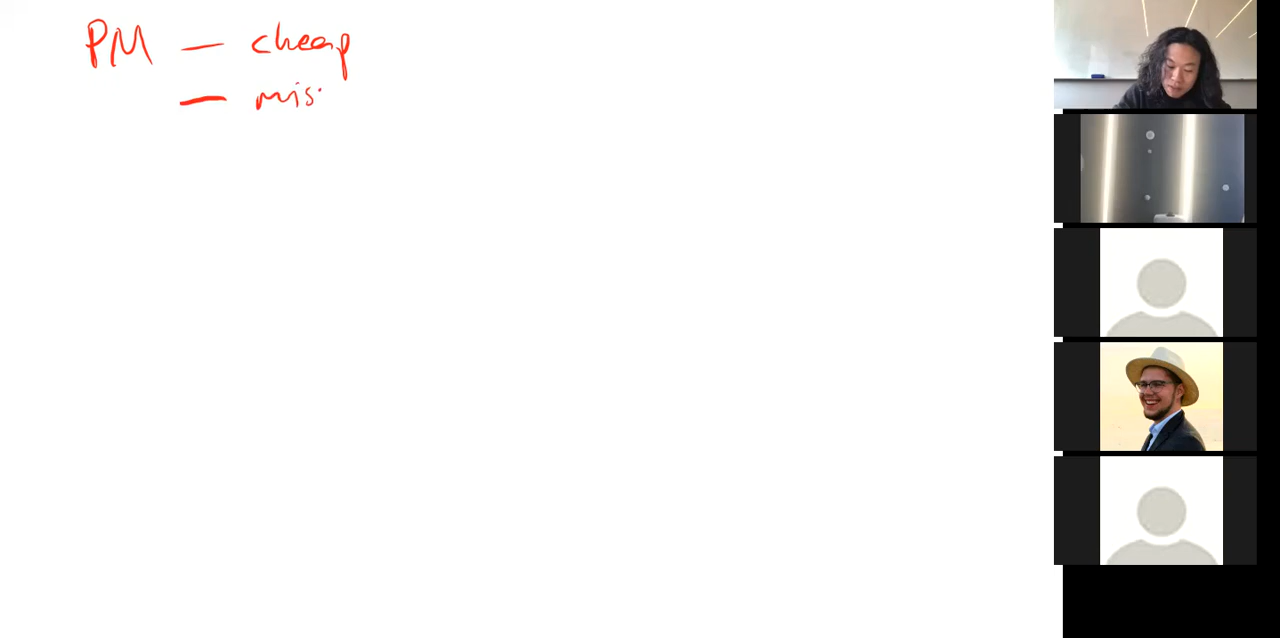 PM — cheap
— mis